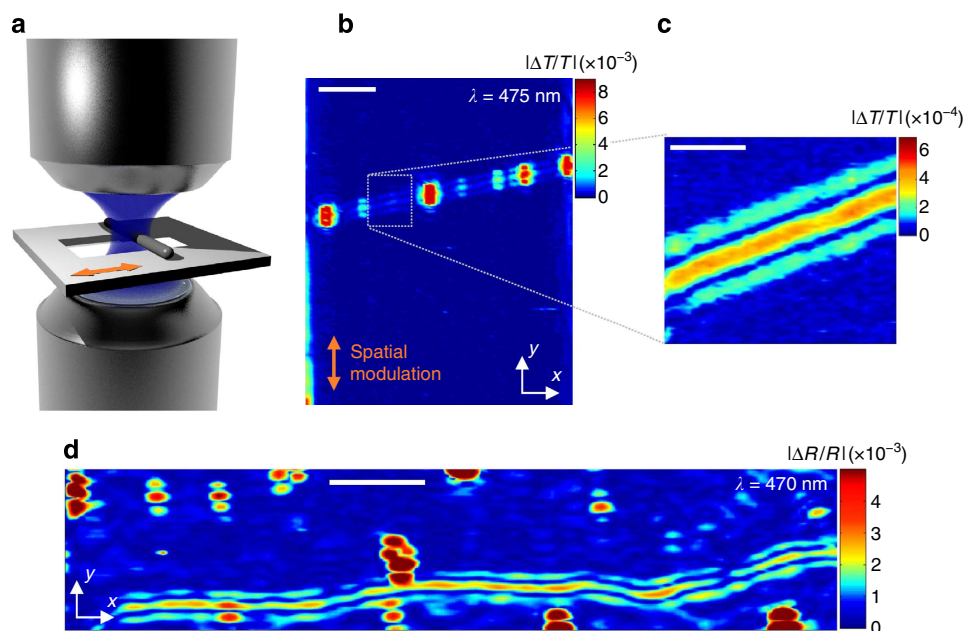 a
b
c
|ΔT/T| (×10⁻³)
λ = 475 nm
8
6
4
2
0
|ΔT/T| (×10⁻⁴)
6
4
2
0
Spatial
modulation
y
x
d
|ΔR/R| (×10⁻³)
λ = 470 nm
4
3
2
1
0
y
x